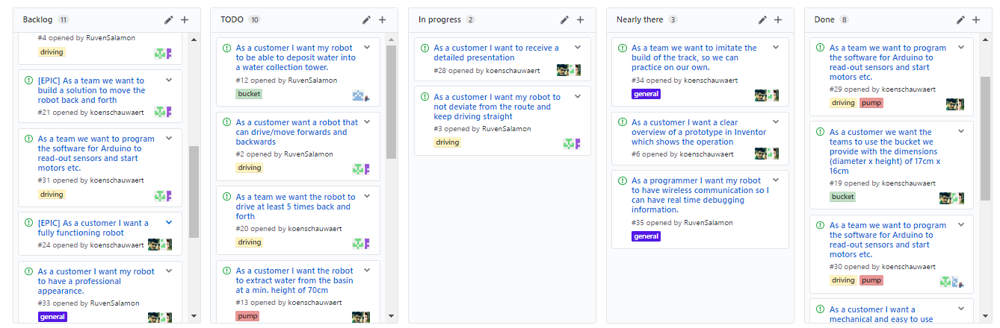 Backlog 11
#4 opened by RuvenSalamon
driving
[EPIC] As a team we want to
build a solution to move the
robot back and forth
#21 opened by koenschauwaert
As a team we want to program
the software for Arduino to
read-out sensors and start
motors etc.
#31 opened by koenschauwaert
driving
[EPIC] As a customer I want a
fully functioning robot
#24 opened by koenschauwaert
As a customer I want my robot
to have a professional
appearance.
#33 opened by RuvenSalamon
general
TODO 10
As a customer I want my robot
to be able to deposit water into
a water collection tower.
#12 opened by RuvenSalamon
bucket
As a customer want a robot that
can drive/move forwards and
backwards
#2 opened by RuvenSalamon
driving
As a team we want the robot to
drive at least 5 times back and
forth
#20 opened by koenschauwaert
driving
As a customer I want the robot
to extract water from the basin
at a min. height of 70cm
#13 opened by koenschauwaert
pump
In progress 2
As a customer I want to receive a
detailed presentation
#28 opened by koenschauwaert
As a customer I want my robot to
not deviate from the route and
keep driving straight
#3 opened by RuvenSalamon
driving
Nearly there 3
As a team we want to imitate the
build of the track, so we can
practice on our own.
#34 opened by koenschauwaert
general
As a customer I want a clear
overview of a prototype in Inventor
which shows the operation
#6 opened by koenschauwaert
As a programmer I want my robot
to have wireless communication so I
can have real time debugging
information.
#35 opened by RuvenSalamon
general
Done 8
As a team we want to program
the software for Arduino to
read-out sensors and start
motors etc.
#29 opened by koenschauwaert
driving pump
As a customer we want the
teams to use the bucket we
provide with the dimensions
(diameter x height) of 17cm x
16cm
#19 opened by koenschauwaert
bucket
As a team we want to program
the software for Arduino to
read-out sensors and start
motors etc.
#30 opened by koenschauwaert
driving pump
As a customer I want a
mechanical and easy to use